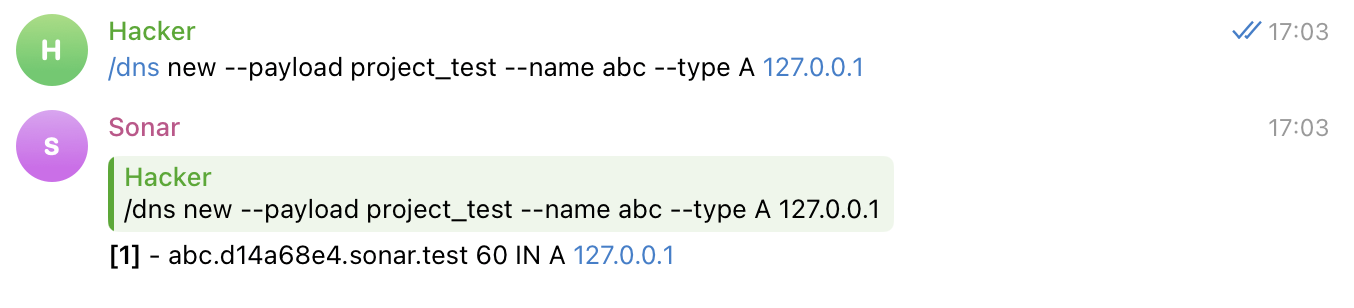 H
Hacker
17:03
/dns new --payload project_test --name abc --type A 127.0.0.1
S
Sonar
17:03
Hacker
/dns new --payload project_test --name abc --type A 127.0.0.1
[1] - abc.d14a68e4.sonar.test 60 IN A 127.0.0.1